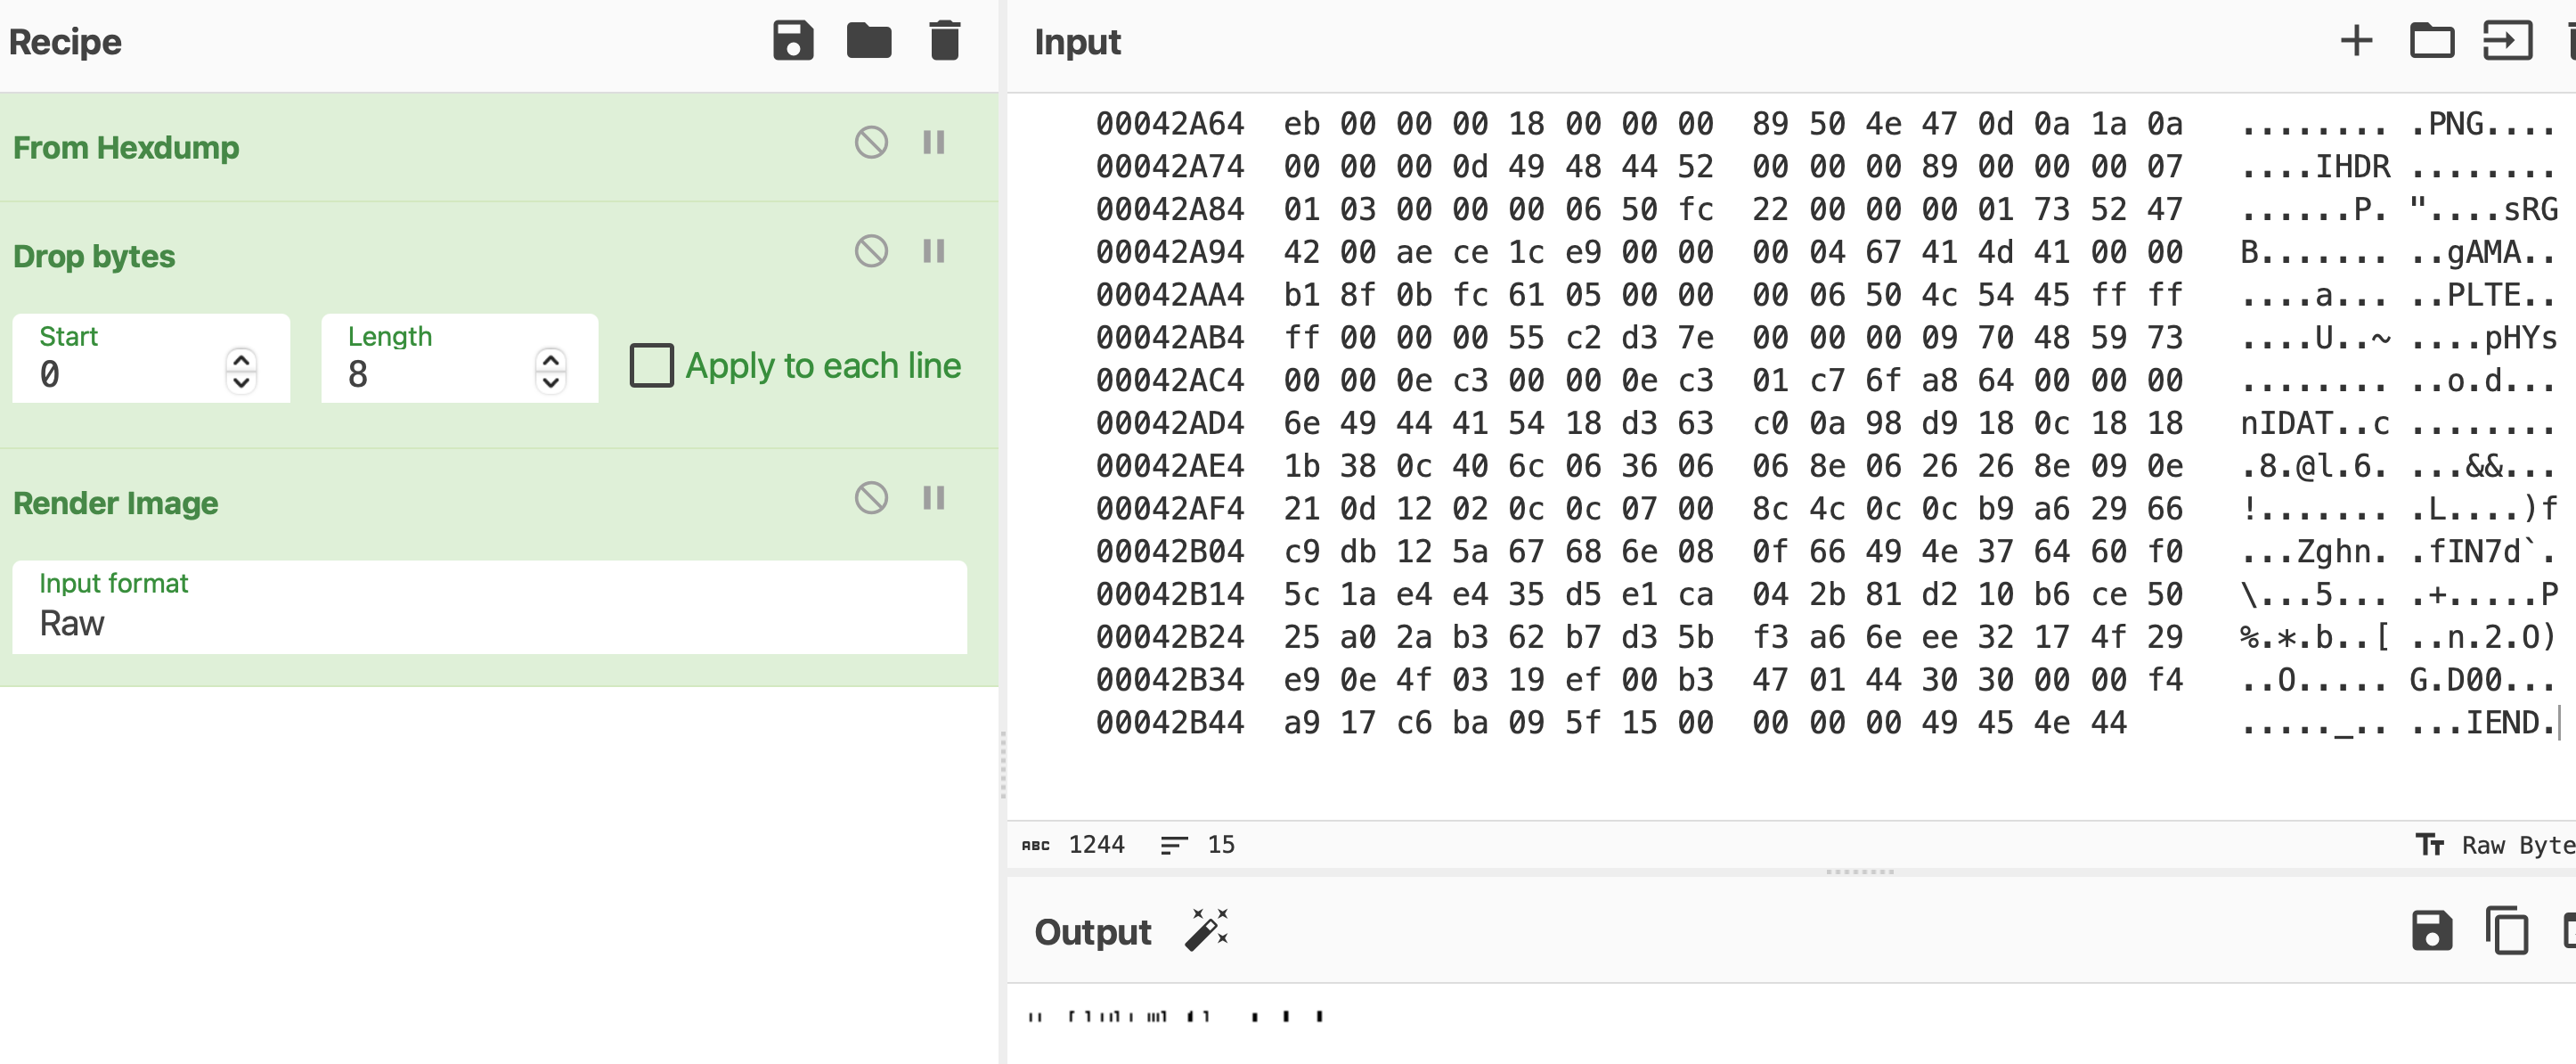 Recipe
Input
From Hexdump
Drop bytes
Start
0
Length
8
Apply to each line
Render Image
Input format
Raw
00042A64 eb 00 00 00 18 00 00 00 89 50 4e 47 0d 0a 1a 0a ........ .PNG....
00042A74 00 00 00 0d 49 48 44 52 00 00 00 89 00 00 00 07 ....IHDR ........
00042A84 01 03 00 00 00 06 50 fc 22 00 00 00 01 73 52 47 ......P. "....sRG
00042A94 42 00 ae ce 1c e9 00 00 00 04 67 41 4d 41 00 00 B....... ..gAMA..
00042AA4 b1 8f 0b fc 61 05 00 00 00 06 50 4c 54 45 ff ff ....a... ..PLTE..
00042AB4 ff 00 00 00 55 c2 d3 7e 00 00 00 09 70 48 59 73 ....U..~ ....pHYs
00042AC4 00 00 0e c3 00 00 0e c3 01 c7 6f a8 64 00 00 00 ........ ..o.d...
00042AD4 6e 49 44 41 54 18 d3 63 c0 0a 98 d9 18 0c 18 18 nIDAT..c ........
00042AE4 1b 38 0c 40 6c 06 36 06 06 8e 06 26 26 8e 09 0e .8.@l.6. ...&&...
00042AF4 21 0d 12 02 0c 0c 07 00 8c 4c 0c 0c b9 a6 29 66 !....... .L....)f
00042B04 c9 db 12 5a 67 68 6e 08 0f 66 49 4e 37 64 60 f0 ...Zghn. .fIN7d`.
00042B14 5c 1a e4 e4 35 d5 e1 ca 04 2b 81 d2 10 b6 ce 50 \...5... .+.....P
00042B24 25 a0 2a b3 62 b7 d3 5b f3 a6 6e ee 32 17 4f 29 %.*.b..[ ..n.2.O)
00042B34 e9 0e 4f 03 19 ef 00 b3 47 01 44 30 30 00 00 f4 ..O..... G.D00...
00042B44 a9 17 c6 ba 09 5f 15 00 00 00 00 49 45 4e 44 ....._.. ...IEND.
ABC 1244 15
Tт Raw Byte
Output